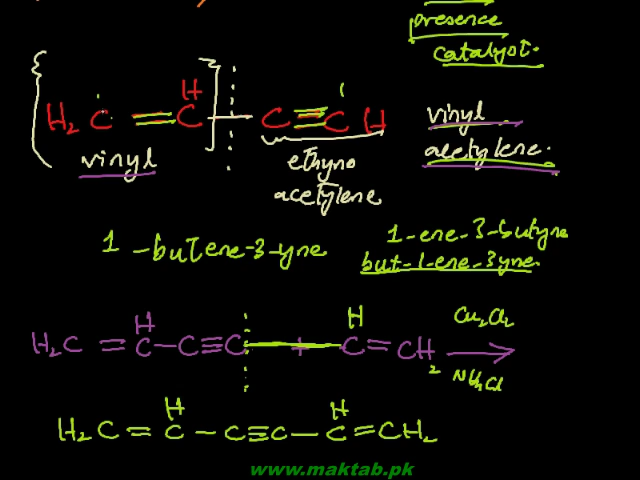 presence
catalyst.
H
H₂ C = C — C ≡ C H
vinyl
ethyno
acetylene
vinyl
acetylene.
1 -butene-3-yne
1-ene-3-butyne
but-1-ene-3yne.
H H Cu₂Cl₂
H₂C = C - C ≡ C + C = CH₂ NH₄Cl
H H
H₂ C = C - C ≡ C - C = CH₂
www.maktab.pk